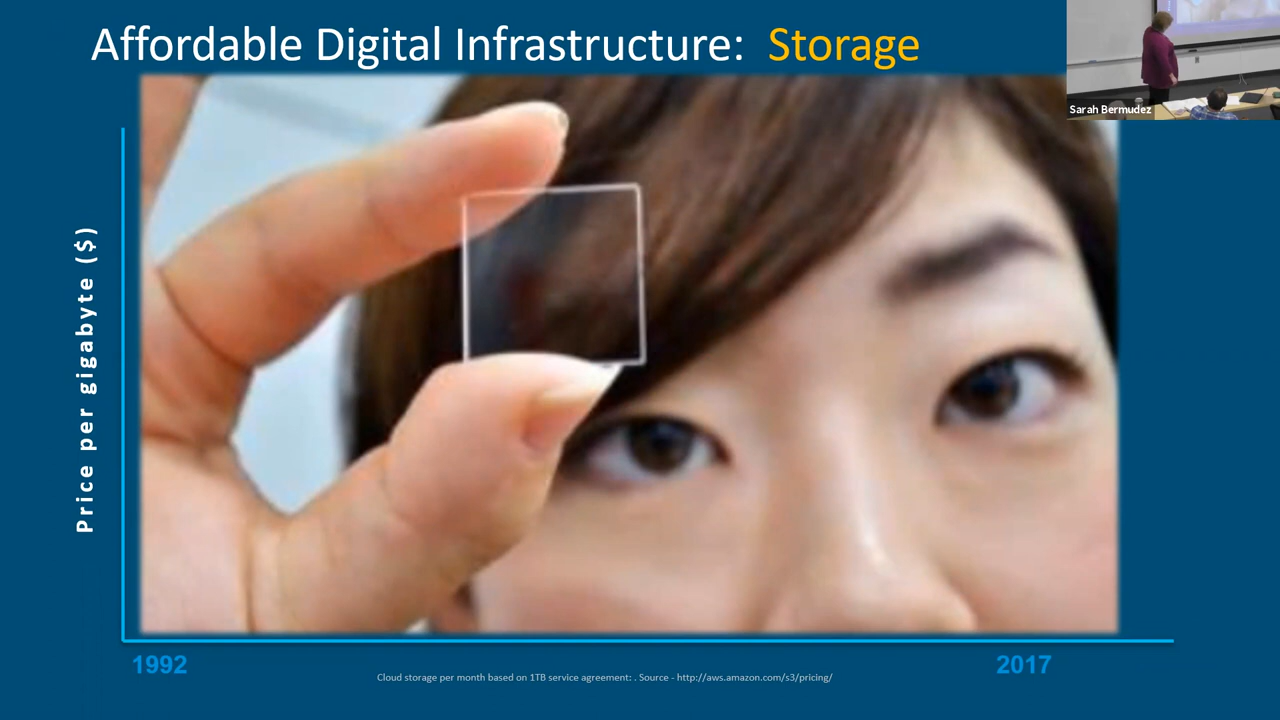 Affordable Digital Infrastructure: Storage
Sarah Bermudez
Price per gigabyte ($)
1992
2017
Cloud storage per month based on 1TB service agreement: . Source - http://aws.amazon.com/s3/pricing/